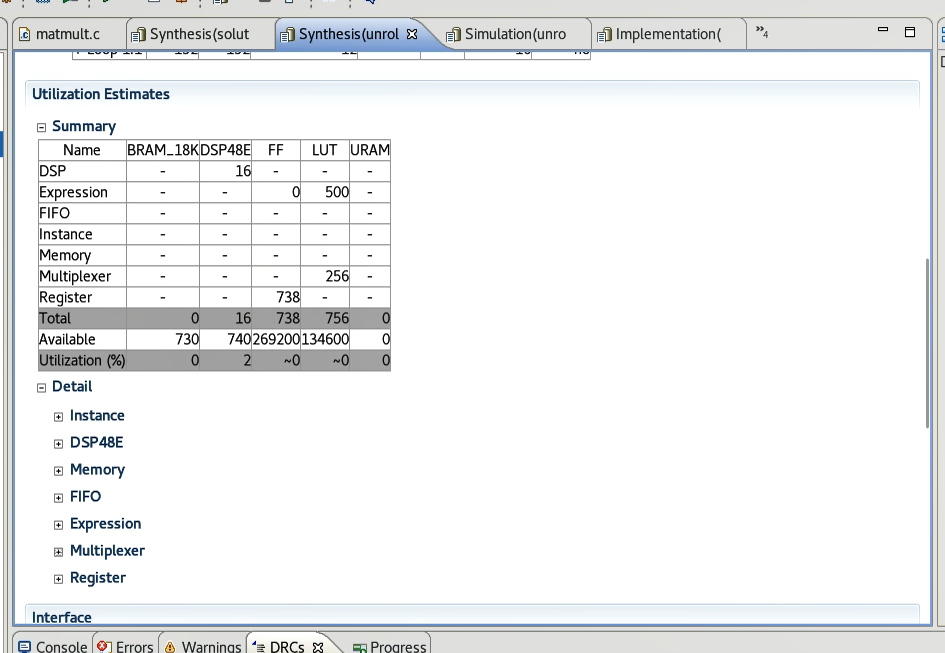 matmult.c Synthesis(solut Synthesis(unrol Simulation(unro Implementation( »4
Utilization Estimates
Summary
Name BRAM_18K DSP48E FF LUT URAM
DSP - 16 - - -
Expression - - 0 500 -
FIFO - - - - -
Instance - - - - -
Memory - - - - -
Multiplexer - - - 256 -
Register - - 738 - -
Total 0 16 738 756 0
Available 730 740 269200 134600 0
Utilization (%) 0 2 ~0 ~0 0
Detail
Instance
DSP48E
Memory
FIFO
Expression
Multiplexer
Register
Interface
Console Errors Warnings DRCs Progress